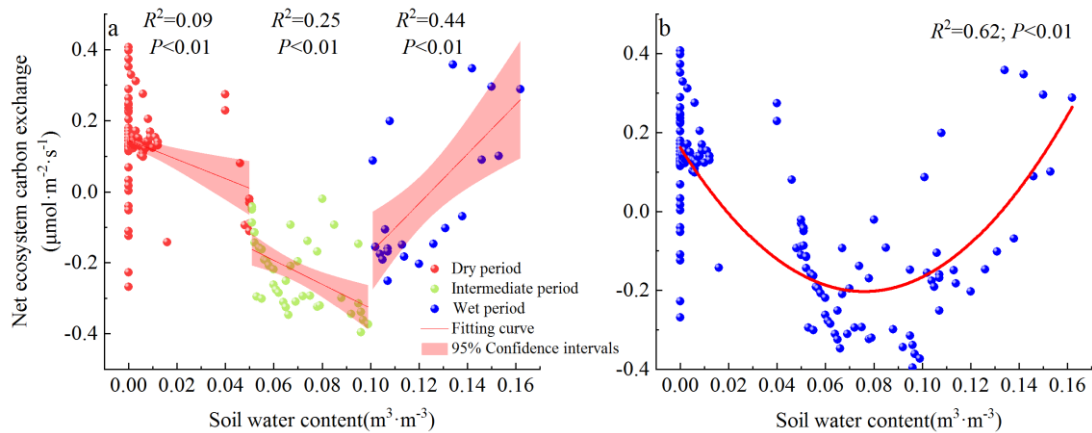 a
R²=0.09 R²=0.25 R²=0.44
P<0.01 P<0.01 P<0.01
Net ecosystem carbon exchange
(μmol·m⁻²·s⁻¹)
0.4
0.2
0.0
-0.2
-0.4
Dry period
Intermediate period
Wet period
Fitting curve
95% Confidence intervals
0.00 0.02 0.04 0.06 0.08 0.10 0.12 0.14 0.16
Soil water content(m³·m⁻³)
b
R²=0.62; P<0.01
0.4
0.2
0.0
-0.2
-0.4
0.00 0.02 0.04 0.06 0.08 0.10 0.12 0.14 0.16
Soil water content(m³·m⁻³)